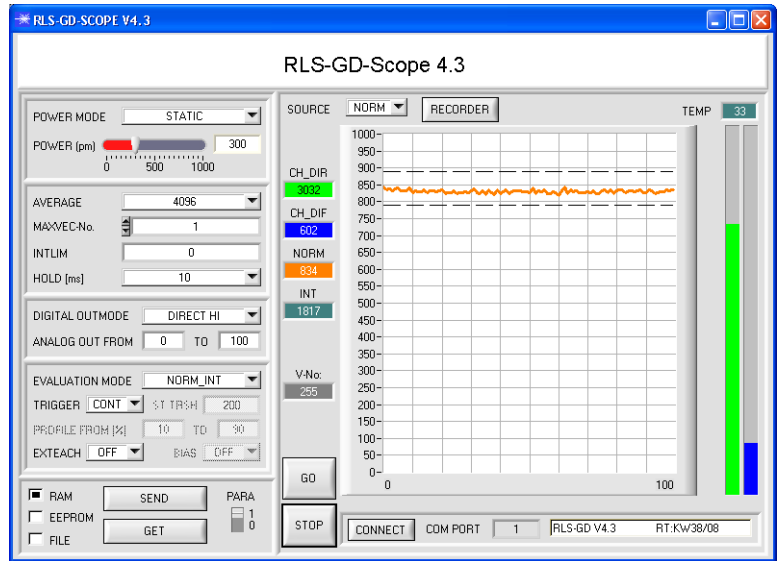 RLS-GD-SCOPE V4.3
RLS-GD-Scope 4.3
POWER MODE STATIC
POWER (pm) 300
0 500 1000
AVERAGE 4096
MAXVEC-No. 1
INTLIM 0
HOLD [ms] 10
DIGITAL OUTMODE DIRECT HI
ANALOG OUT FROM 0 TO 100
EVALUATION MODE NORM_INT
TRIGGER CONT ST TRSH 200
PROFILE FROM [%] 10 TO 90
EXTEACH OFF BIAS OFF
RAM SEND PARA
EEPROM 1
FILE GET 0
SOURCE NORM RECORDER TEMP 33
CH_DIR
3032
CH_DIF
602
NORM
834
INT
1817
V-No:
255
GO
STOP
1000
950
900
850
800
750
700
650
600
550
500
450
400
350
300
250
200
150
100
50
0
0 100
CONNECT COM PORT 1 RLS-GD V4.3 RT:KW38/08